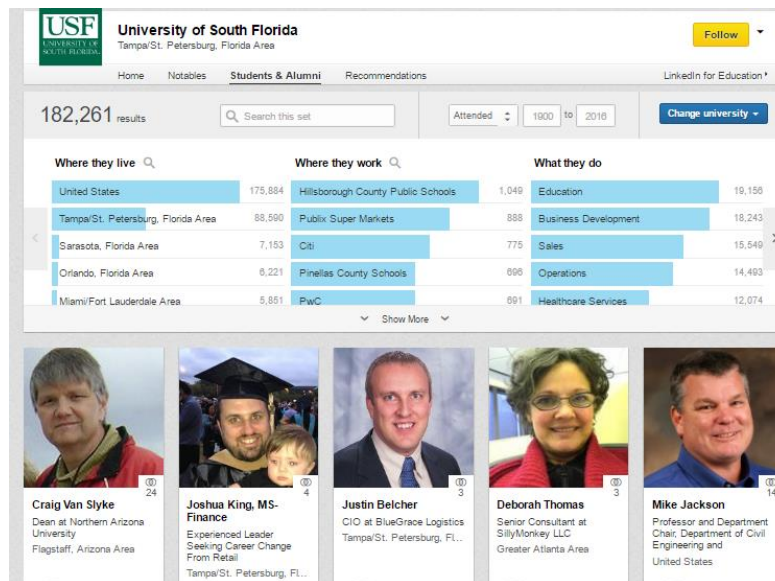 USF
UNIVERSITY OF
SOUTH FLORIDA
University of South Florida
Tampa/St. Petersburg, Florida Area
Follow
Home Notables Students & Alumni Recommendations LinkedIn for Education
182,261 results
Search this set
Attended 1900 to 2016
Change university
Where they live
United States 175,884
Tampa/St. Petersburg, Florida Area 88,590
Sarasota, Florida Area 7,153
Orlando, Florida Area 6,221
Miami/Fort Lauderdale Area 5,851
Where they work
Hillsborough County Public Schools 1,049
Publix Super Markets 888
Citi 775
Pinellas County Schools 696
PwC 691
What they do
Education 19,156
Business Development 18,243
Sales 15,549
Operations 14,493
Healthcare Services 12,074
Show More
24
Craig Van Slyke
Dean at Northern Arizona
University
Flagstaff, Arizona Area
4
Joshua King, MS-
Finance
Experienced Leader
Seeking Career Change
From Retail
Tampa/St. Petersburg, Fl...
3
Justin Belcher
CIO at BlueGrace Logistics
Tampa/St. Petersburg, Fl...
3
Deborah Thomas
Senior Consultant at
SillyMonkey LLC
Greater Atlanta Area
14
Mike Jackson
Professor and Department
Chair, Department of Civil
Engineering and
United States